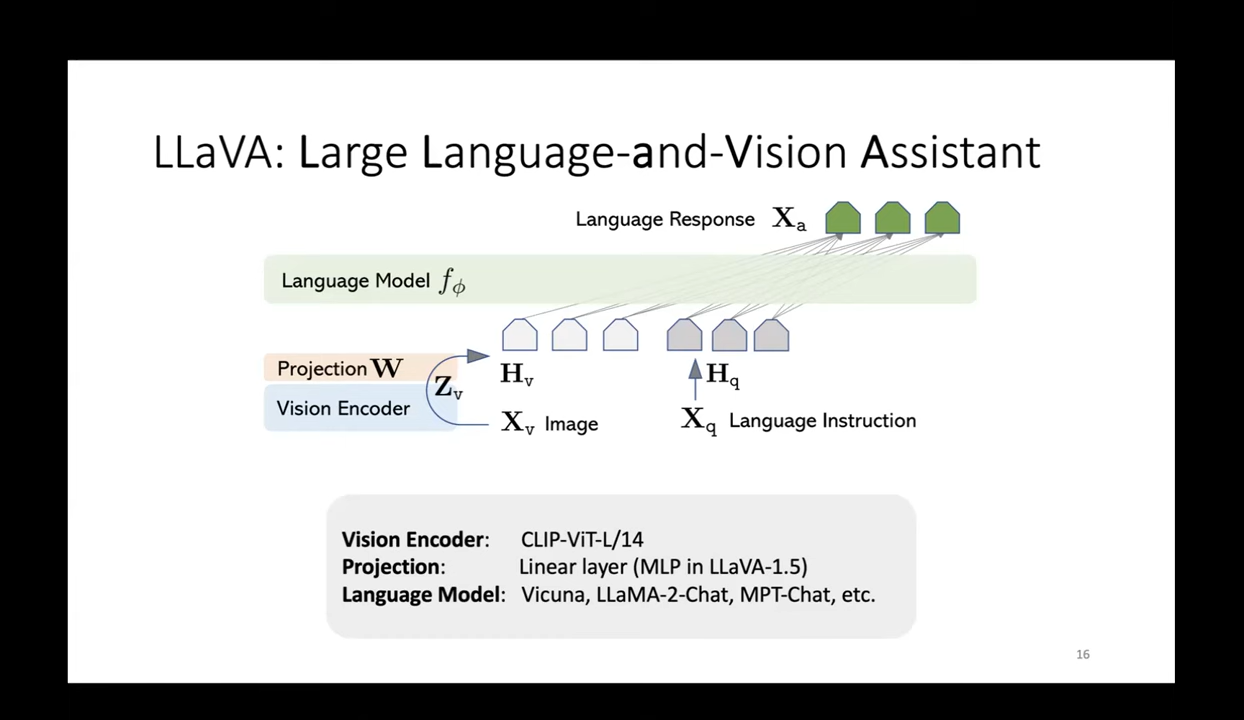 LLaVA: Large Language-and-Vision Assistant
Language Response Xa
Language Model fϕ
Projection W
Vision Encoder
Zv
Hv
Hq
Xv Image
Xq Language Instruction
Vision Encoder: CLIP-ViT-L/14
Projection: Linear layer (MLP in LLaVA-1.5)
Language Model: Vicuna, LLaMA-2-Chat, MPT-Chat, etc.
16